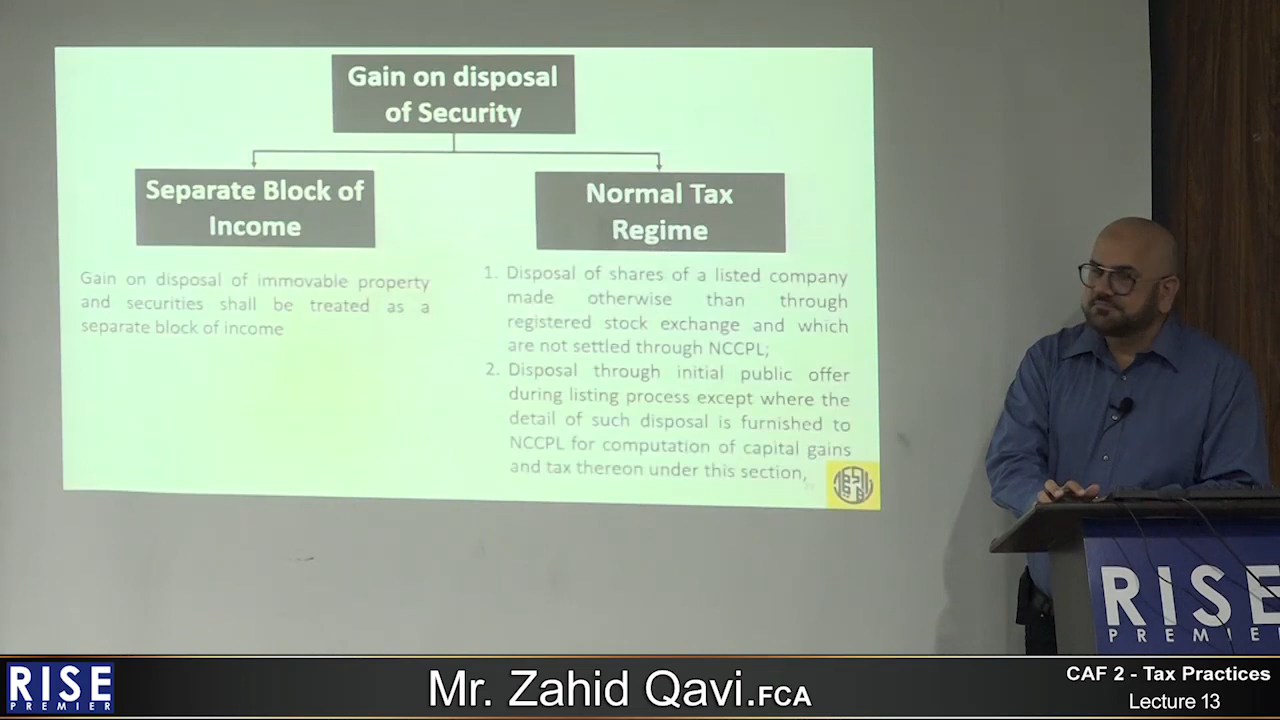 Gain on disposal
of Security
Separate Block of
Income
Normal Tax
Regime
Gain on disposal of immovable property
and securities shall be treated as a
separate block of income
1. Disposal of shares of a listed company
made otherwise than through
registered stock exchange and which
are not settled through NCCPL;
2. Disposal through initial public offer
during listing process except where the
detail of such disposal is furnished to
NCCPL for computation of capital gains
and tax thereon under this section,
RISE
PREMIER
RISE
PREMIER
Mr. Zahid Qavi.FCA
CAF 2 - Tax Practices
Lecture 13